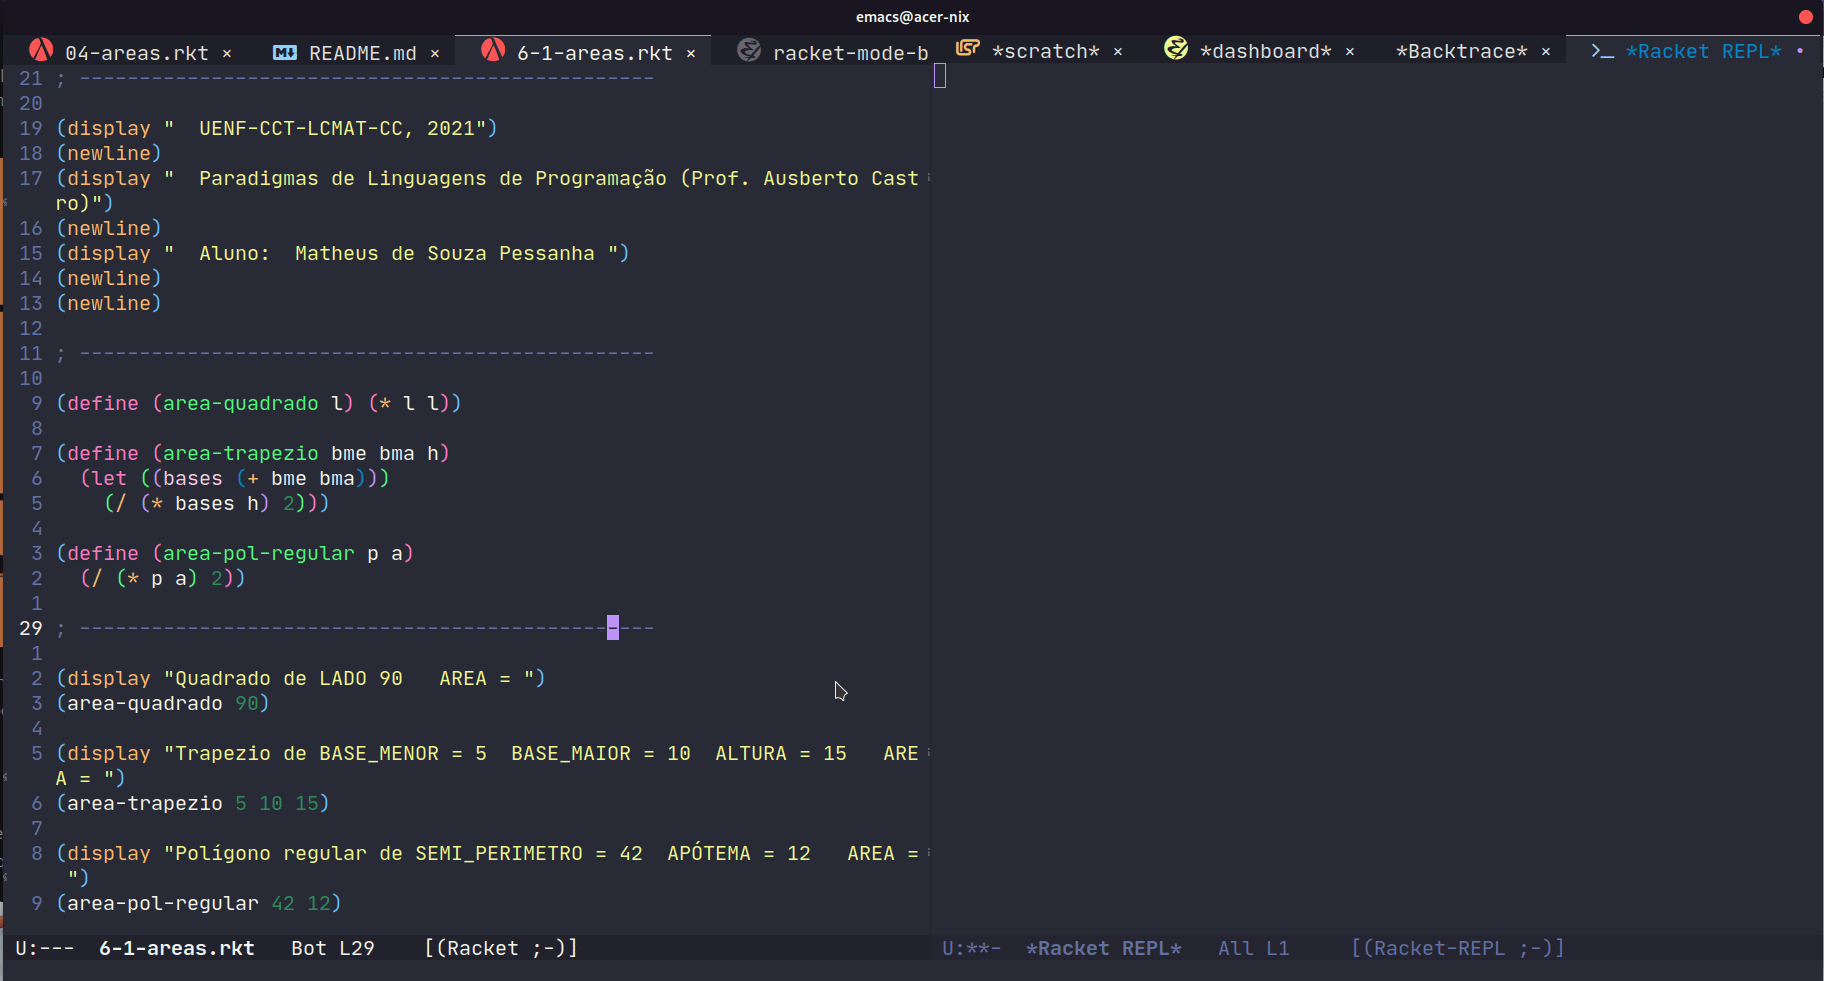 emacs@acer-nix
04-areas.rkt × README.md × 6-1-areas.rkt × racket-mode-b *scratch* × *dashboard* × *Backtrace* × >_ *Racket REPL* •
21 ; ------------------------------------------------
20
19 (display "  UENF-CCT-LCMAT-CC, 2021")
18 (newline)
17 (display "  Paradigmas de Linguagens de Programação (Prof. Ausberto Cast
ro)")
16 (newline)
15 (display "  Aluno:  Matheus de Souza Pessanha ")
14 (newline)
13 (newline)
12
11 ; ------------------------------------------------
10
9 (define (area-quadrado l) (* l l))
8
7 (define (area-trapezio bme bma h)
6   (let ((bases (+ bme bma)))
5     (/ (* bases h) 2)))
4
3 (define (area-pol-regular p a)
2   (/ (* p a) 2))
1
29 ; ------------------------------------------------
1
2 (display "Quadrado de LADO 90   AREA = ")
3 (area-quadrado 90)
4
5 (display "Trapezio de BASE_MENOR = 5  BASE_MAIOR = 10  ALTURA = 15   ARE
A = ")
6 (area-trapezio 5 10 15)
7
8 (display "Polígono regular de SEMI_PERIMETRO = 42  APÓTEMA = 12   AREA =
 ")
9 (area-pol-regular 42 12)
U:---  6-1-areas.rkt   Bot L29    [(Racket ;-)]
U:**-  *Racket REPL*   All L1     [(Racket-REPL ;-)]